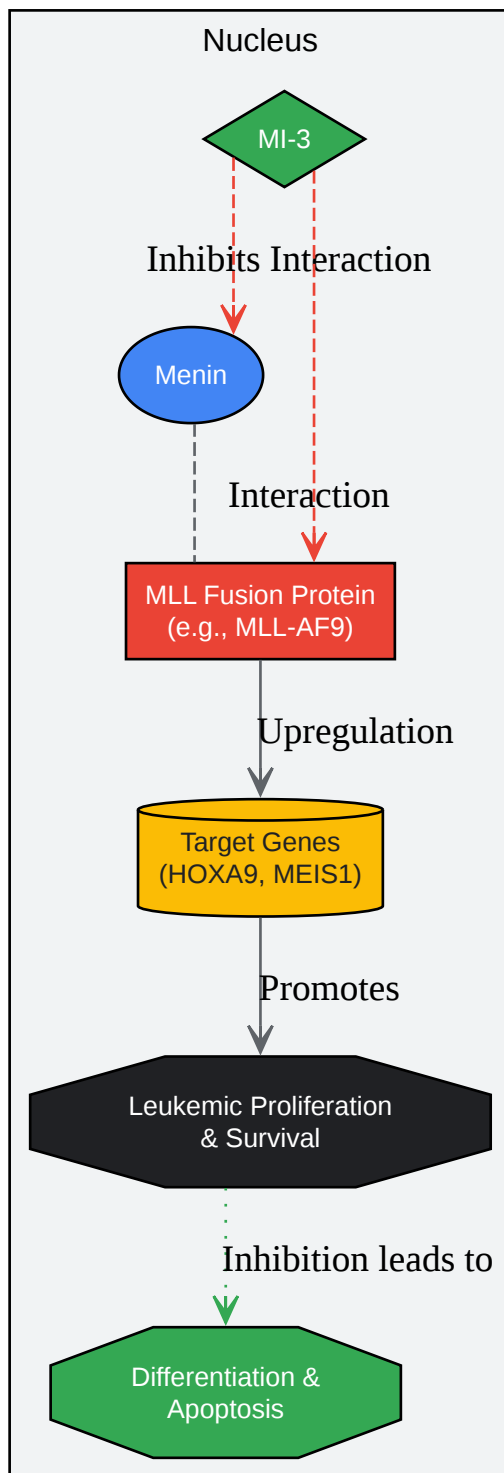 Nucleus
MI-3
Inhibits Interaction
Menin
Interaction
MLL Fusion Protein
(e.g., MLL-AF9)
Upregulation
Target Genes
(HOXA9, MEIS1)
Promotes
Leukemic Proliferation
& Survival
Inhibition leads to
Differentiation &
Apoptosis